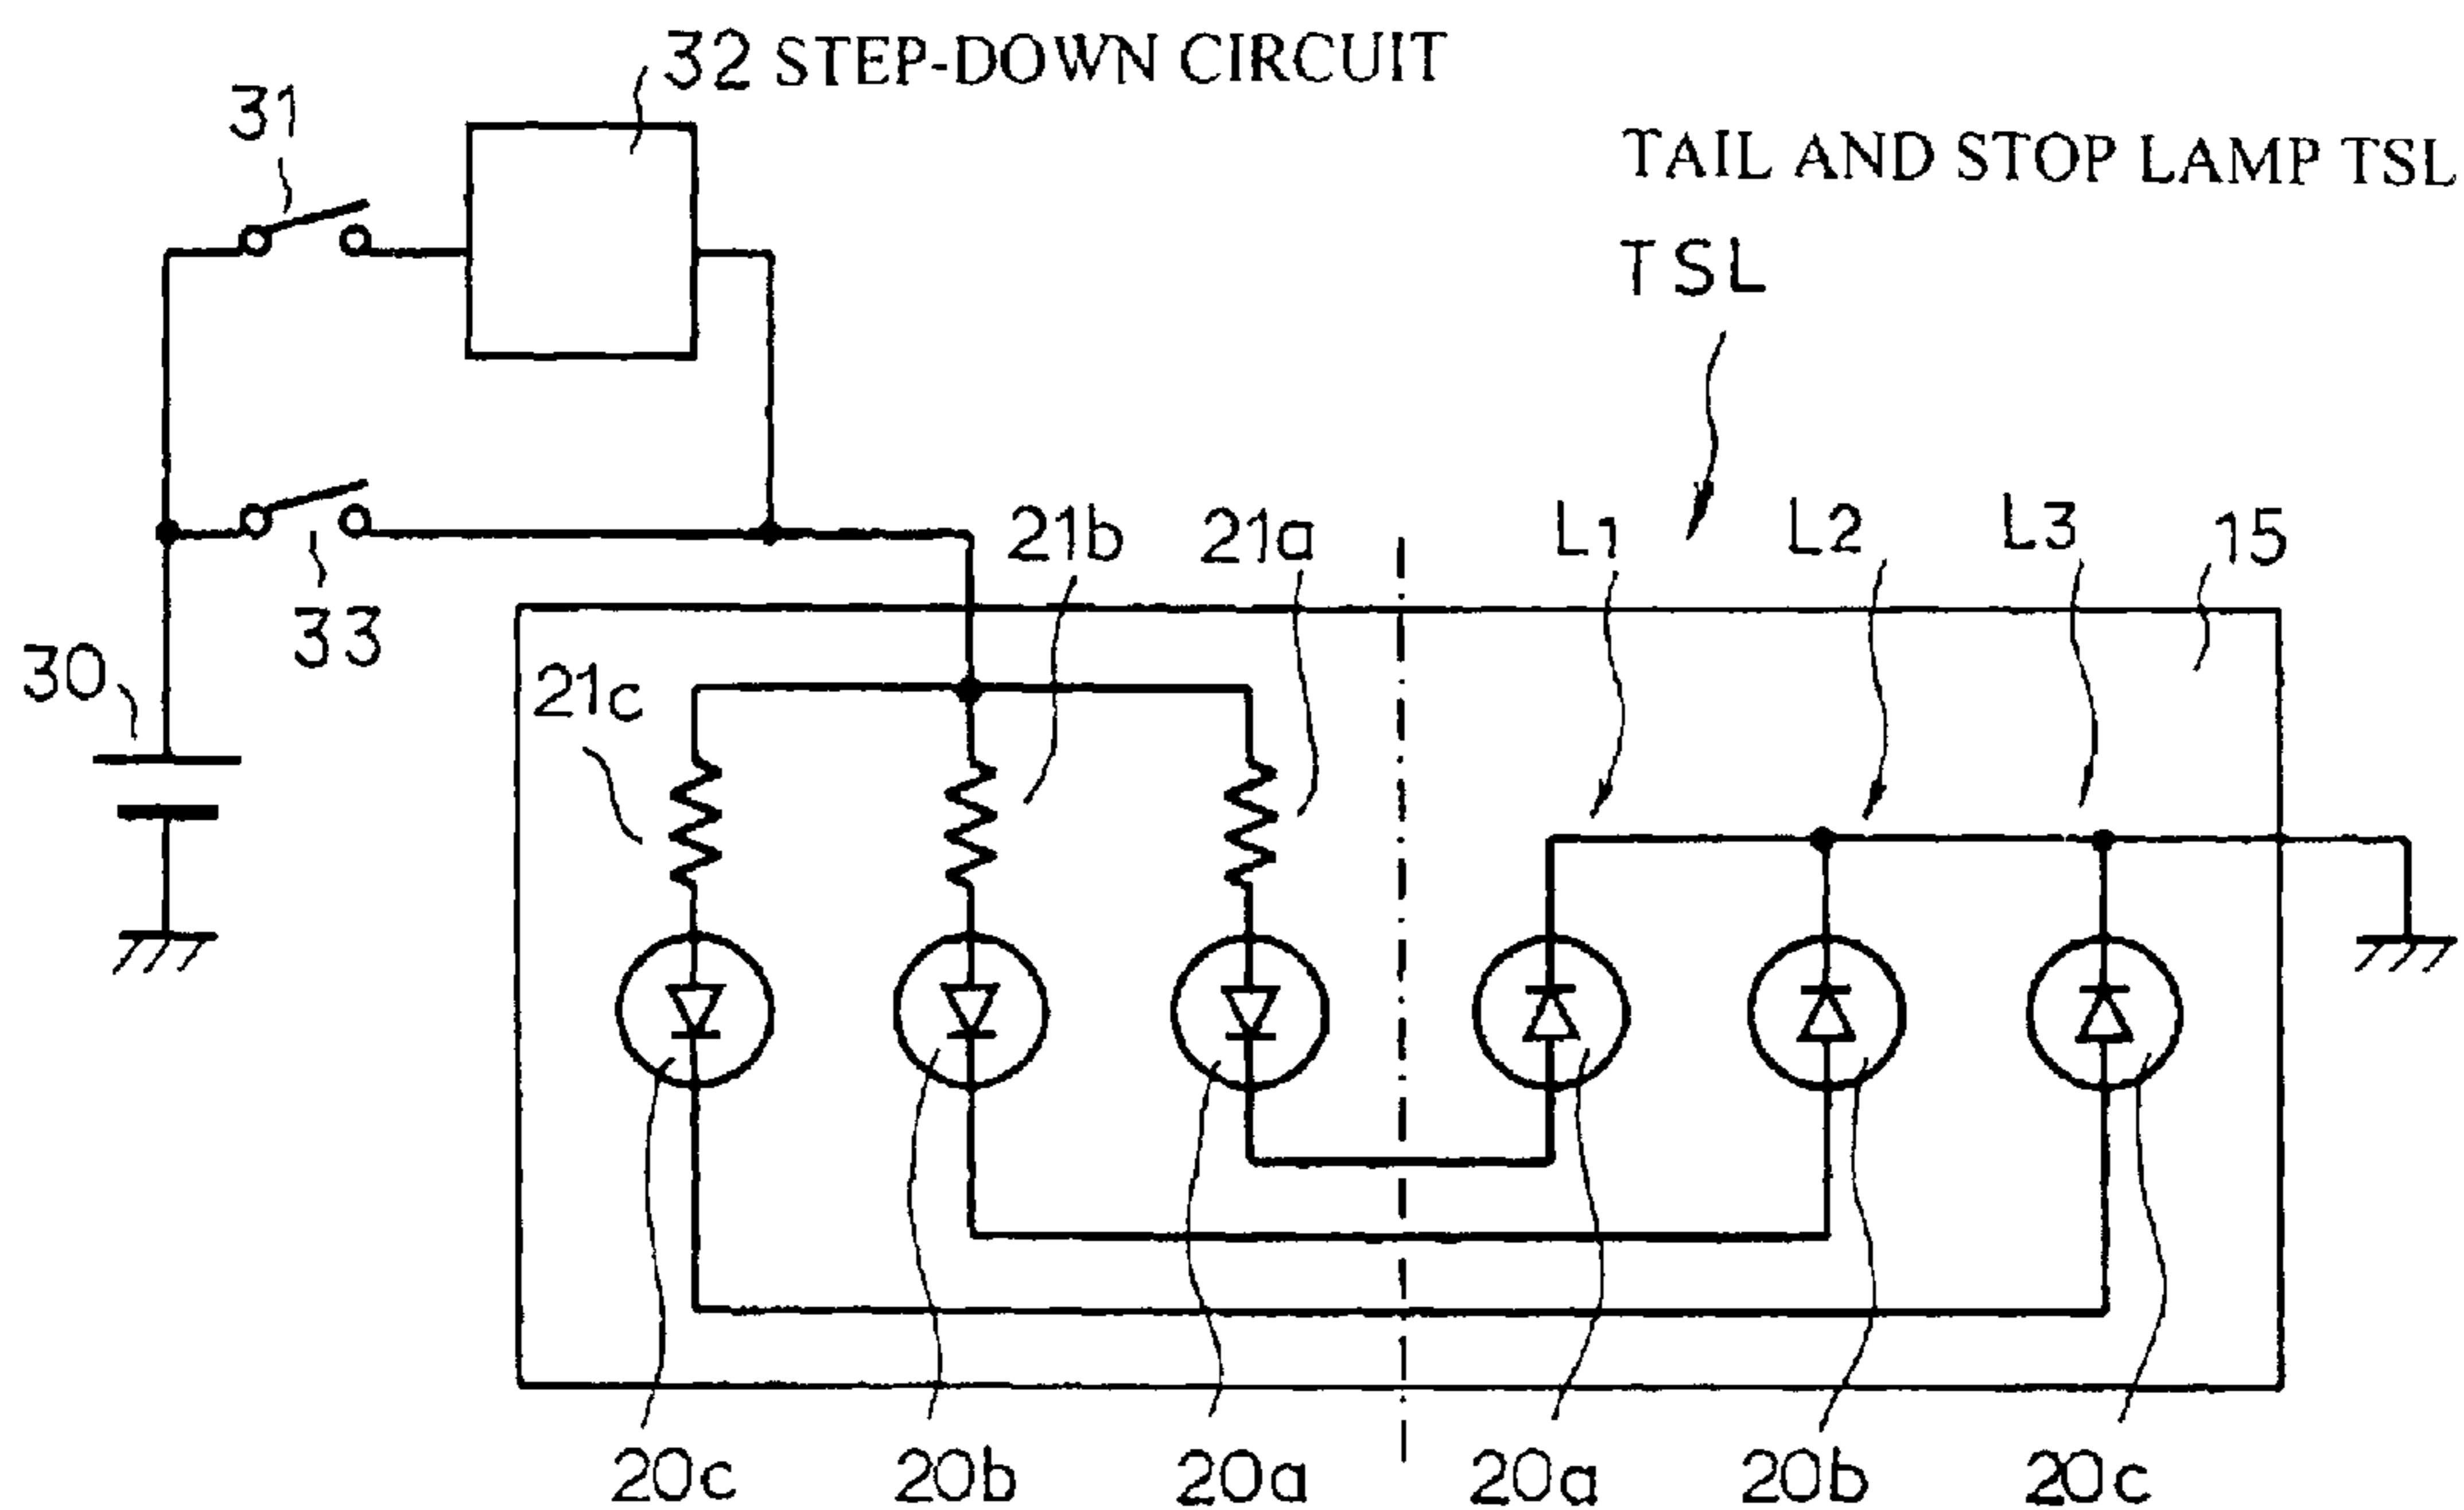 32 STEP-DOWN CIRCUIT
31
TAIL AND STOP LAMP TSL
TSL
33
21b
21a
L1
L2
L3
15
30
21c
20c
20b
20a
20a
20b
20c